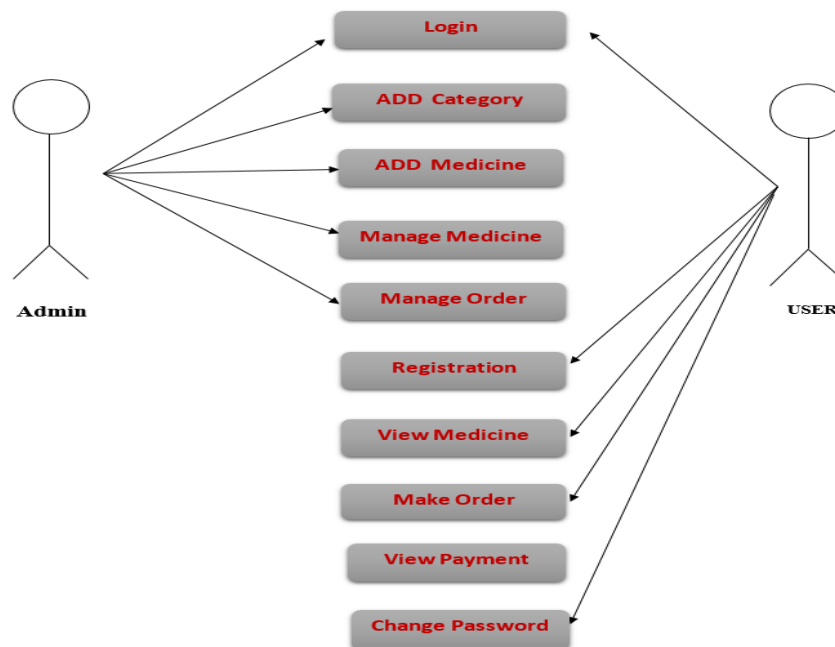 Login
ADD Category
ADD Medicine
Manage Medicine
Manage Order
Admin
USER
Registration
View Medicine
Make Order
View Payment
Change Password